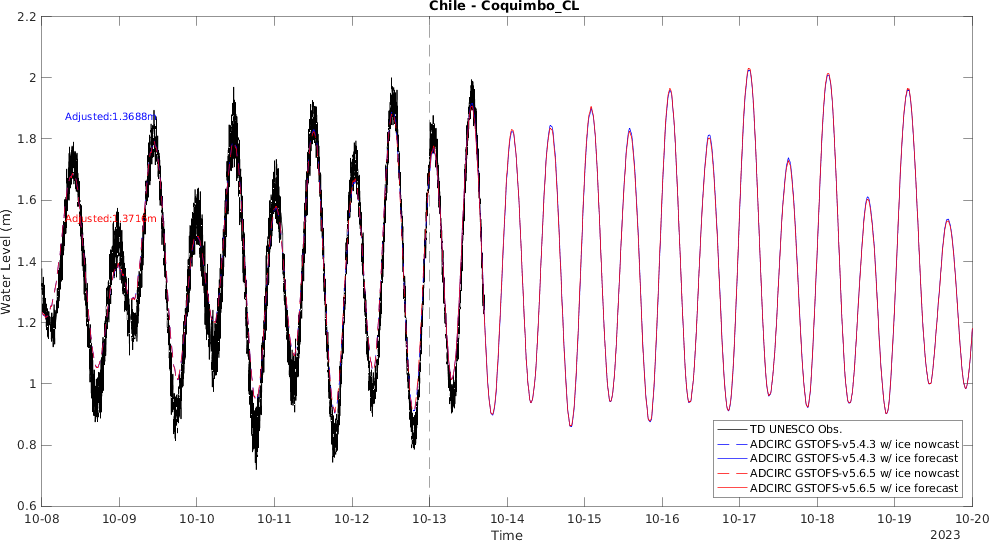 Chile - Coquimbo_CL
2.2
2
1.8
1.6
1.4
1.2
1
0.8
0.6
Water Level (m)
Adjusted:1.3688m
Adjusted:1.3716m
TD UNESCO Obs.
ADCIRC GSTOFS-v5.4.3 w/ ice nowcast
ADCIRC GSTOFS-v5.4.3 w/ ice forecast
ADCIRC GSTOFS-v5.6.5 w/ ice nowcast
ADCIRC GSTOFS-v5.6.5 w/ ice forecast
10-08 10-09 10-10 10-11 10-12 10-13 10-14 10-15 10-16 10-17 10-18 10-19 10-20
Time
2023